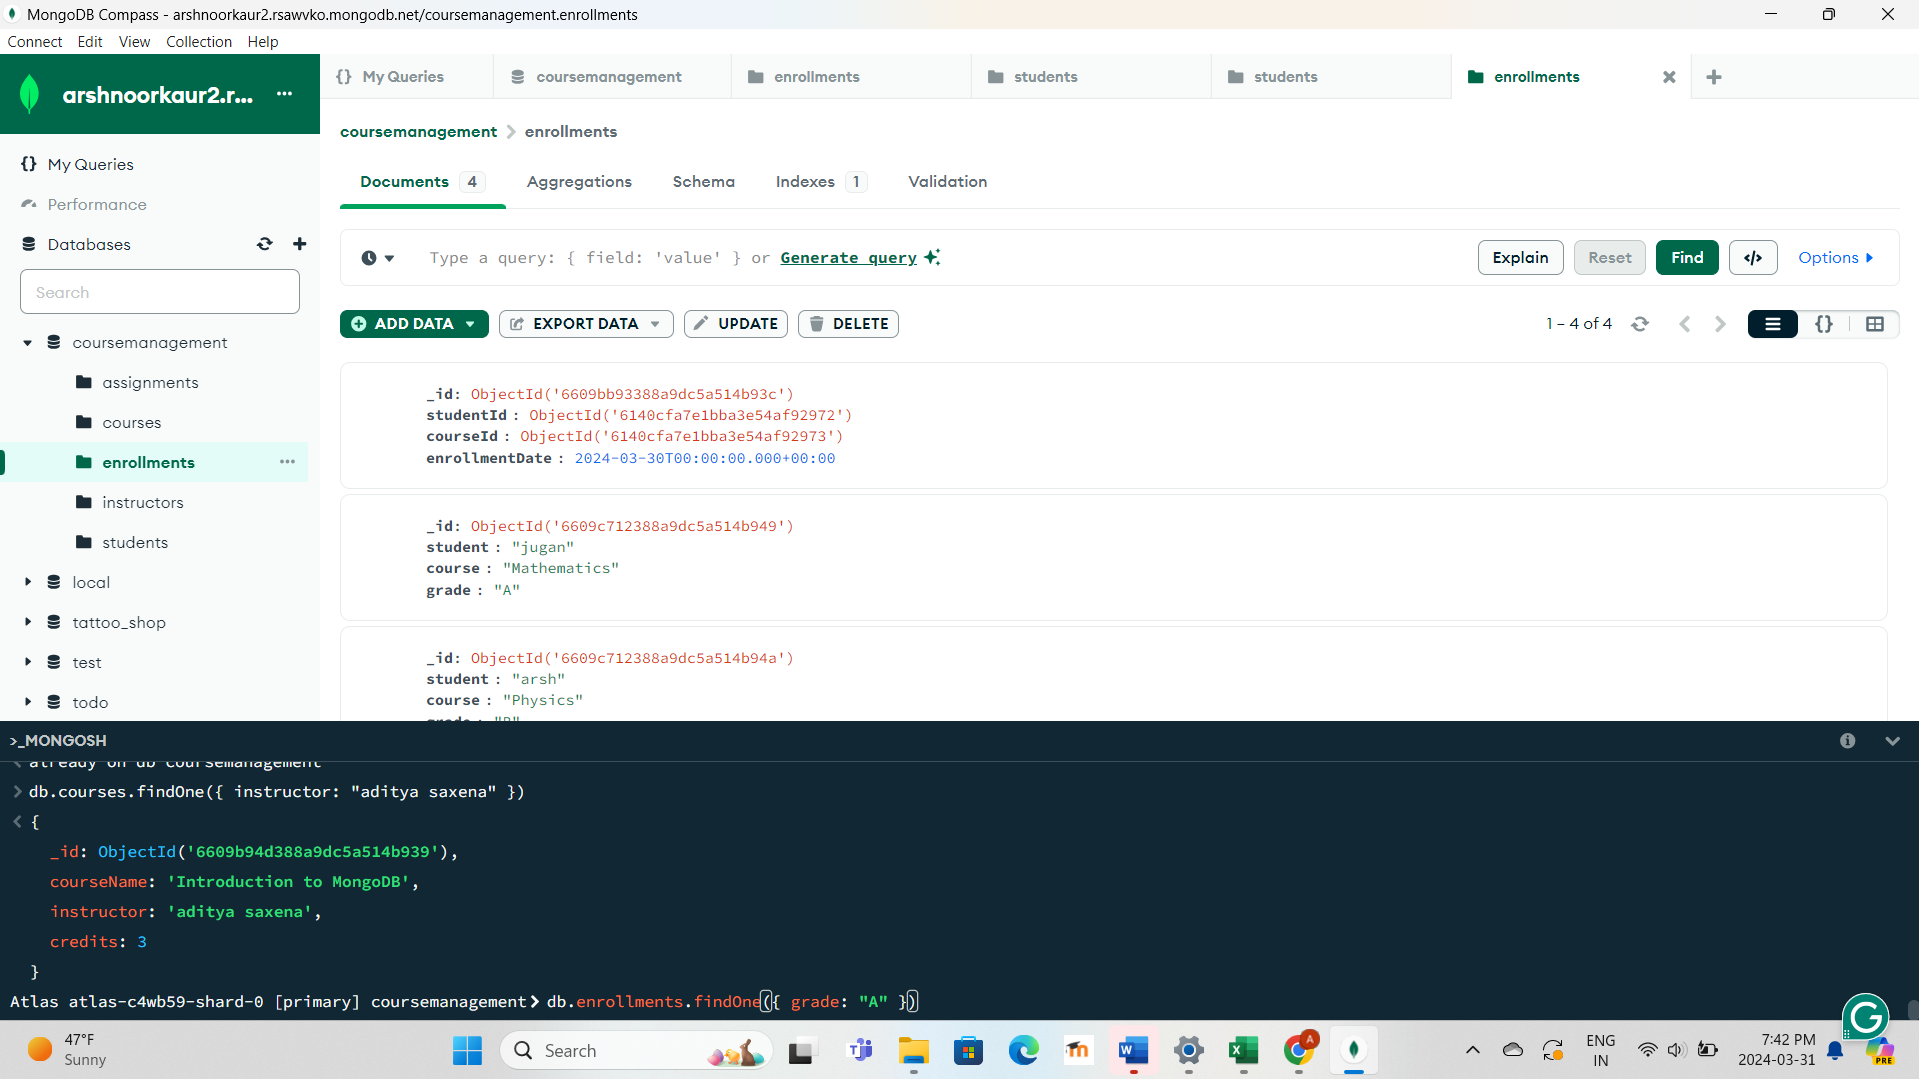 MongoDB Compass - arshnoorkaur2.rsawvko.mongodb.net/coursemanagement.enrollments
Connect Edit View Collection Help
arshnoorkaur2.r...
{} My Queries
coursemanagement
enrollments
students
students
enrollments
coursemanagement > enrollments
{} My Queries
Performance
Databases
Search
coursemanagement
assignments
courses
enrollments
instructors
students
local
tattoo_shop
test
todo
Documents 4 Aggregations Schema Indexes 1 Validation
Type a query: { field: 'value' } or Generate query
Explain Reset Find </> Options
ADD DATA EXPORT DATA UPDATE DELETE
1 – 4 of 4 {}
_id: ObjectId('6609bb93388a9dc5a514b93c')
studentId : ObjectId('6140cfa7e1bba3e54af92972')
courseId : ObjectId('6140cfa7e1bba3e54af92973')
enrollmentDate : 2024-03-30T00:00:00.000+00:00
_id: ObjectId('6609c712388a9dc5a514b949')
student : "jugan"
course : "Mathematics"
grade : "A"
_id: ObjectId('6609c712388a9dc5a514b94a')
student : "arsh"
course : "Physics"
grade : "B"
>_MONGOSH
< already on db coursemanagement
> db.courses.findOne({ instructor: "aditya saxena" })
< {
_id: ObjectId('6609b94d388a9dc5a514b939'),
courseName: 'Introduction to MongoDB',
instructor: 'aditya saxena',
credits: 3
}
Atlas atlas-c4wb59-shard-0 [primary] coursemanagement> db.enrollments.findOne({ grade: "A" })
47°F
Sunny
Search
ENG
IN
7:42 PM
2024-03-31
PRE